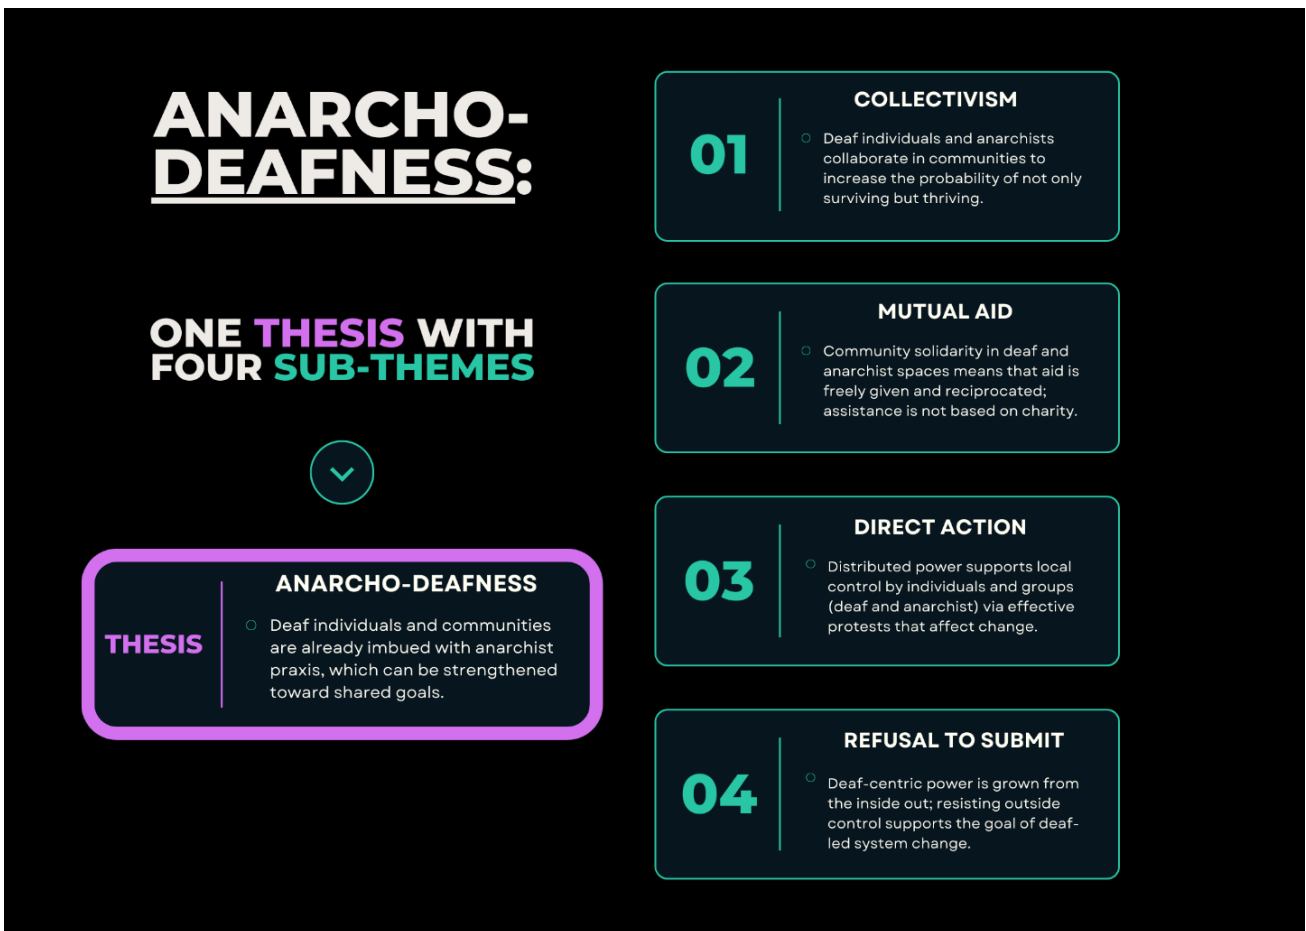 ANARCHO-
DEAFNESS:
ONE THESIS WITH
FOUR SUB-THEMES
THESIS
ANARCHO-DEAFNESS
Deaf individuals and communities
are already imbued with anarchist
praxis, which can be strengthened
toward shared goals.
01
COLLECTIVISM
Deaf individuals and anarchists
collaborate in communities to
increase the probability of not only
surviving but thriving.
02
MUTUAL AID
Community solidarity in deaf and
anarchist spaces means that aid is
freely given and reciprocated;
assistance is not based on charity.
03
DIRECT ACTION
Distributed power supports local
control by individuals and groups
(deaf and anarchist) via effective
protests that affect change.
04
REFUSAL TO SUBMIT
Deaf-centric power is grown from
the inside out; resisting outside
control supports the goal of deaf-
led system change.